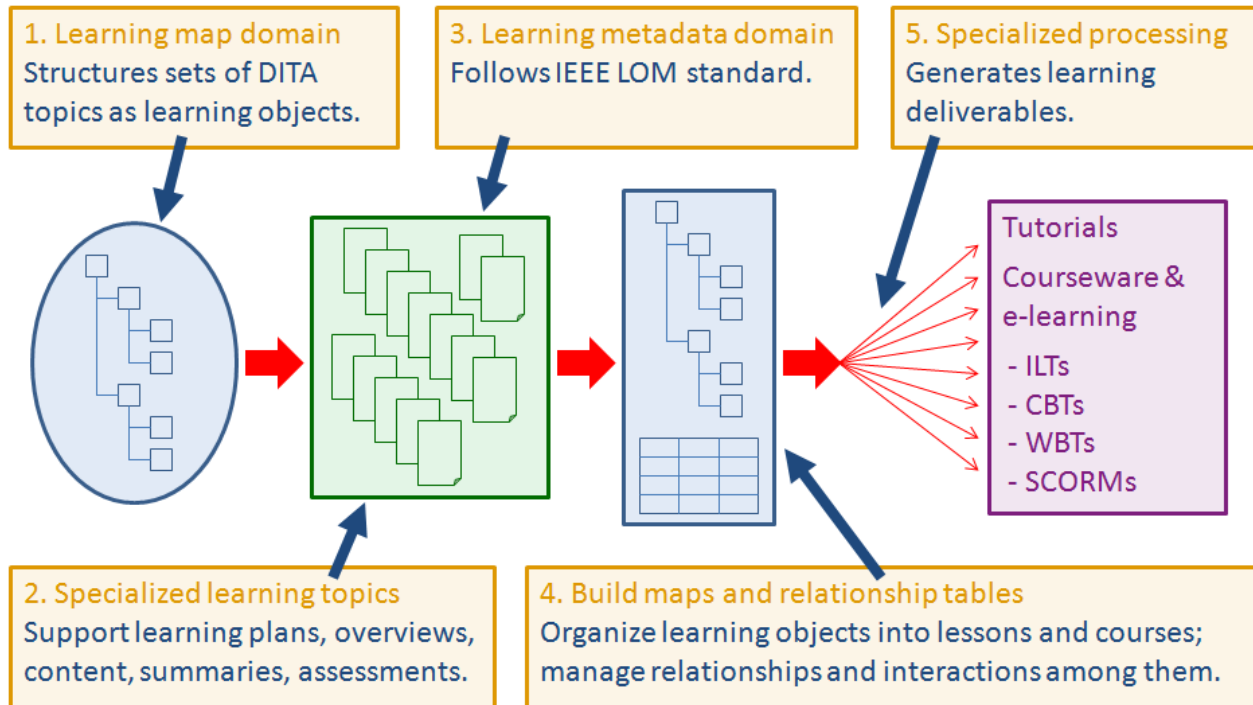 1. Learning map domain
Structures sets of DITA
topics as learning objects.
3. Learning metadata domain
Follows IEEE LOM standard.
5. Specialized processing
Generates learning
deliverables.
Tutorials
Courseware &
e-learning
- ILTs
- CBTs
- WBTs
- SCORMs
2. Specialized learning topics
Support learning plans, overviews,
content, summaries, assessments.
4. Build maps and relationship tables
Organize learning objects into lessons and courses;
manage relationships and interactions among them.